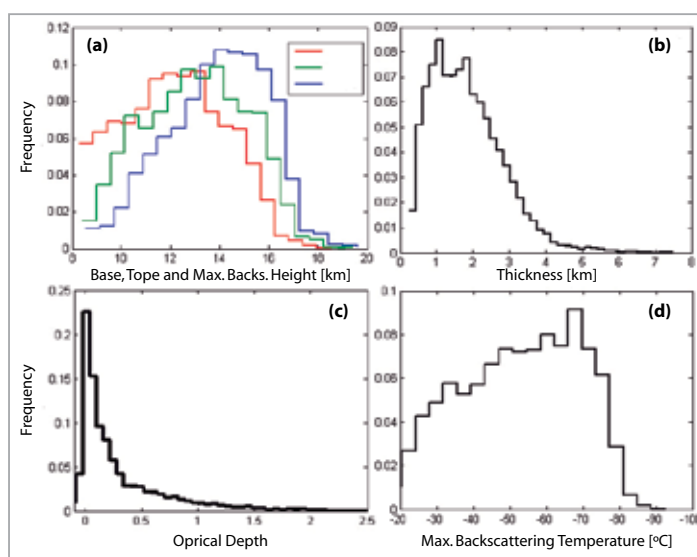 (a)
0.12
0.1
0.08
0.06
0.04
0.02
0
Frequency
10 12 14 16 18 20
Base, Tope and Max. Backs. Height [km]
(b)
0.09
0.08
0.07
0.06
0.05
0.04
0.03
0.02
0.01
0
0 1 2 3 4 5 6 7 8
Thickness [km]
(c)
0.25
0.2
0.15
0.1
0.05
0
Frequency
0 0.5 1 1.5 2 2.5
Oprical Depth
(d)
0.1
0.08
0.06
0.04
0.02
0
-20 -30 -40 -50 -60 -70 -80 -90 -100
Max. Backscattering Temperature [ºC]